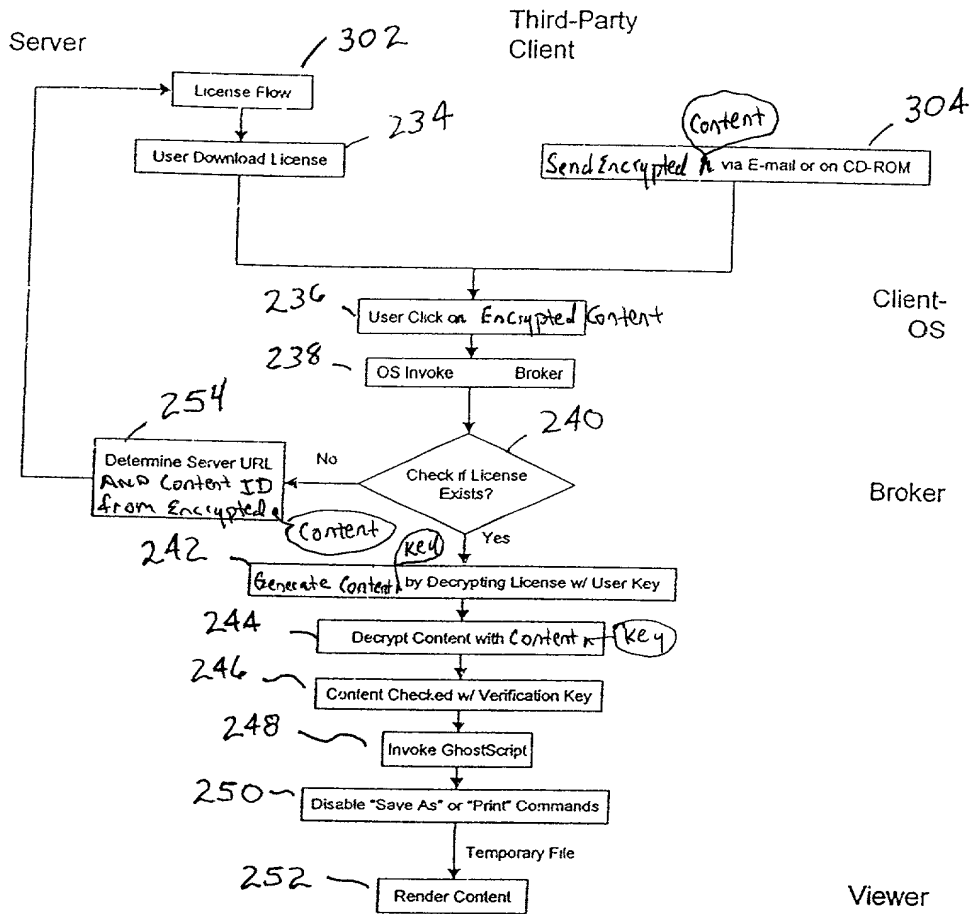 Server
302
Third-Party
Client
License Flow
234
Content
304
User Download License
Send Encrypted ʌ via E-mail or on CD-ROM
236
User Click on Encrypted Content
Client-
OS
238
OS Invoke Broker
254
240
Determine Server URL
AND Content ID
from Encrypted
Content
No
Check if License
Exists?
Broker
Yes
242
key
Generate Content ʌ by Decrypting License w/ User Key
244
Decrypt Content with Content ʌ key
246
Content Checked w/ Verification Key
248
Invoke GhostScript
250
Disable "Save As" or "Print" Commands
Temporary File
252
Render Content
Viewer